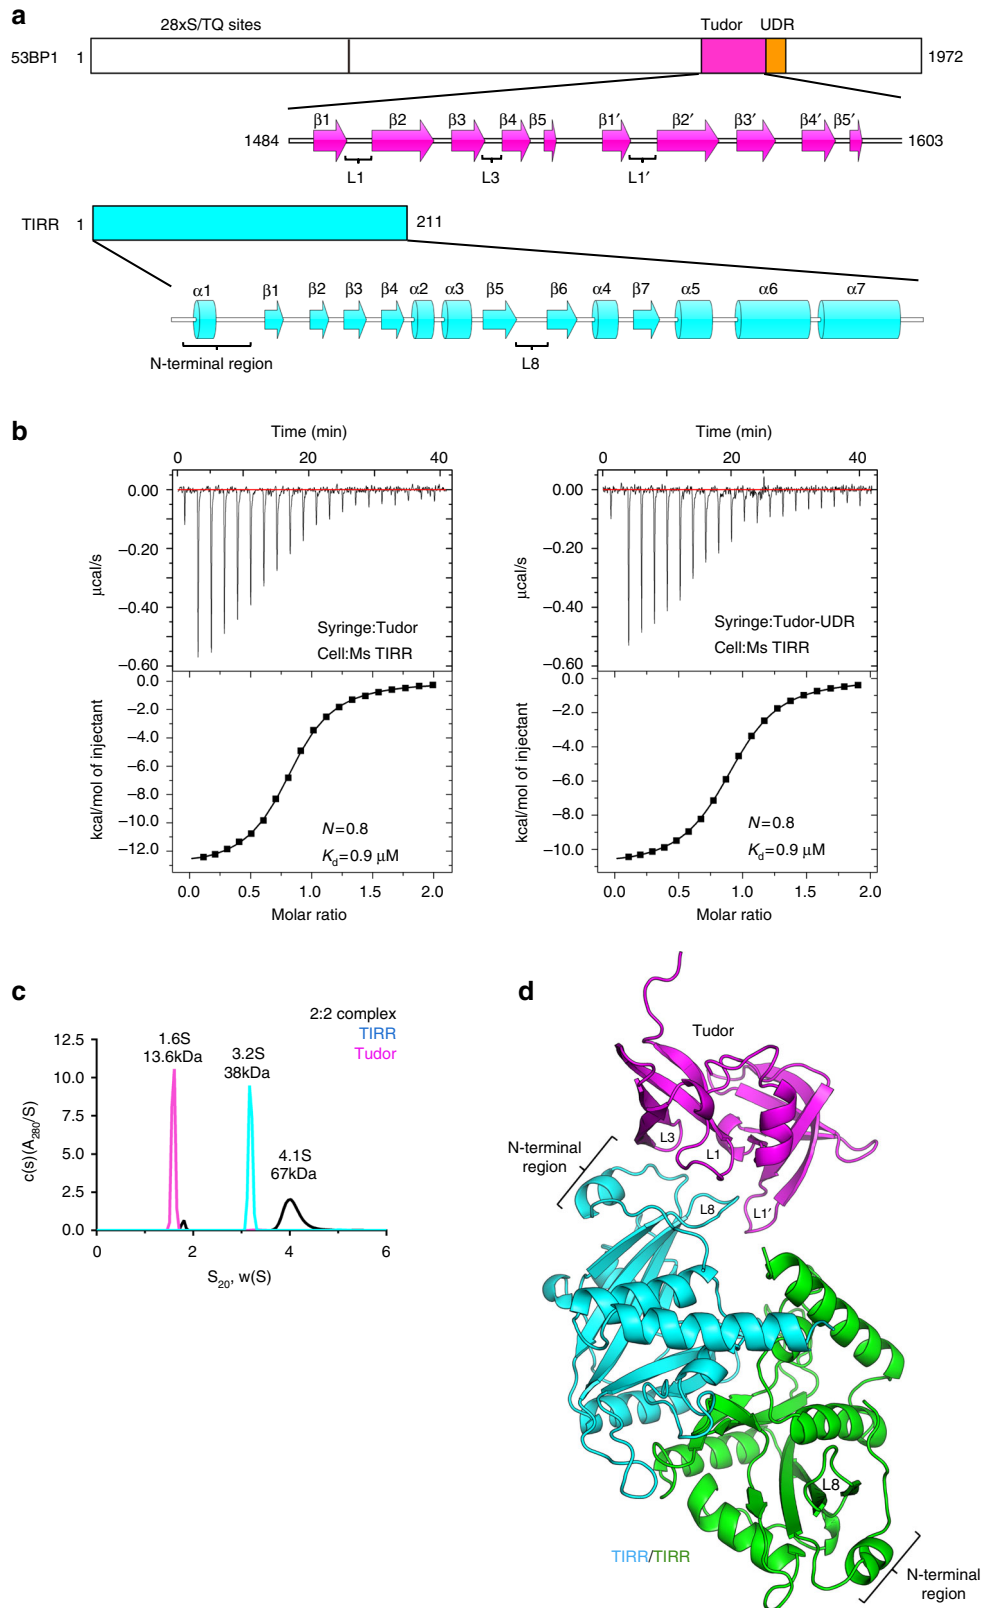 a
28xS/TQ sites
Tudor UDR
53BP1 1 1972
β1 β2 β3 β4 β5 β1′ β2′ β3′ β4′ β5′
1484 1603
L1 L3 L1′
TIRR 1 211
α1 β1 β2 β3 β4 α2 α3 β5 β6 α4 β7 α5 α6 α7
N-terminal region L8
b
Time (min)
0 20 40
0.00
−0.20
−0.40
−0.60
µcal/s
Syringe:Tudor
Cell:Ms TIRR
0.0
−2.0
−4.0
−6.0
−8.0
−10.0
−12.0
kcal/mol of injectant
N=0.8
Kd=0.9 µM
0.0 0.5 1.0 1.5 2.0
Molar ratio
Time (min)
0 20 40
0.00
−0.20
−0.40
−0.60
µcal/s
Syringe:Tudor-UDR
Cell:Ms TIRR
0.0
−2.0
−4.0
−6.0
−8.0
−10.0
kcal/mol of injectant
N=0.8
Kd=0.9 µM
0.0 0.5 1.0 1.5 2.0
Molar ratio
c
2:2 complex
TIRR
Tudor
12.5
10.0
7.5
5.0
2.5
0.0
c(s)(A280/S)
1.6S
13.6kDa
3.2S
38kDa
4.1S
67kDa
0 2 4 6
S20, w(S)
d
Tudor
L3
L1
N-terminal
region
L8
L1′
L8
TIRR/TIRR
N-terminal
region